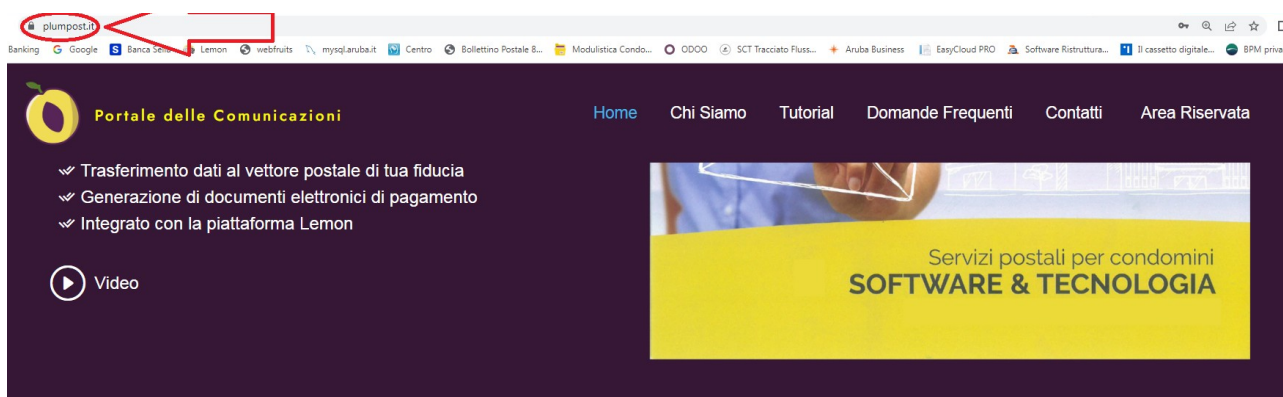 plumpost.it
Banking Google Banca Sella Lemon webfruits mysql.aruba.it Centro Bollettino Postale 8... Modulistica Condo... ODOO SCT Tracciato Fluss... Aruba Business EasyCloud PRO Software Ristruttura... Il cassetto digitale... BPM priva
Portale delle Comunicazioni
Home Chi Siamo Tutorial Domande Frequenti Contatti Area Riservata
Trasferimento dati al vettore postale di tua fiducia
Generazione di documenti elettronici di pagamento
Integrato con la piattaforma Lemon
Video
Servizi postali per condomini
SOFTWARE & TECNOLOGIA